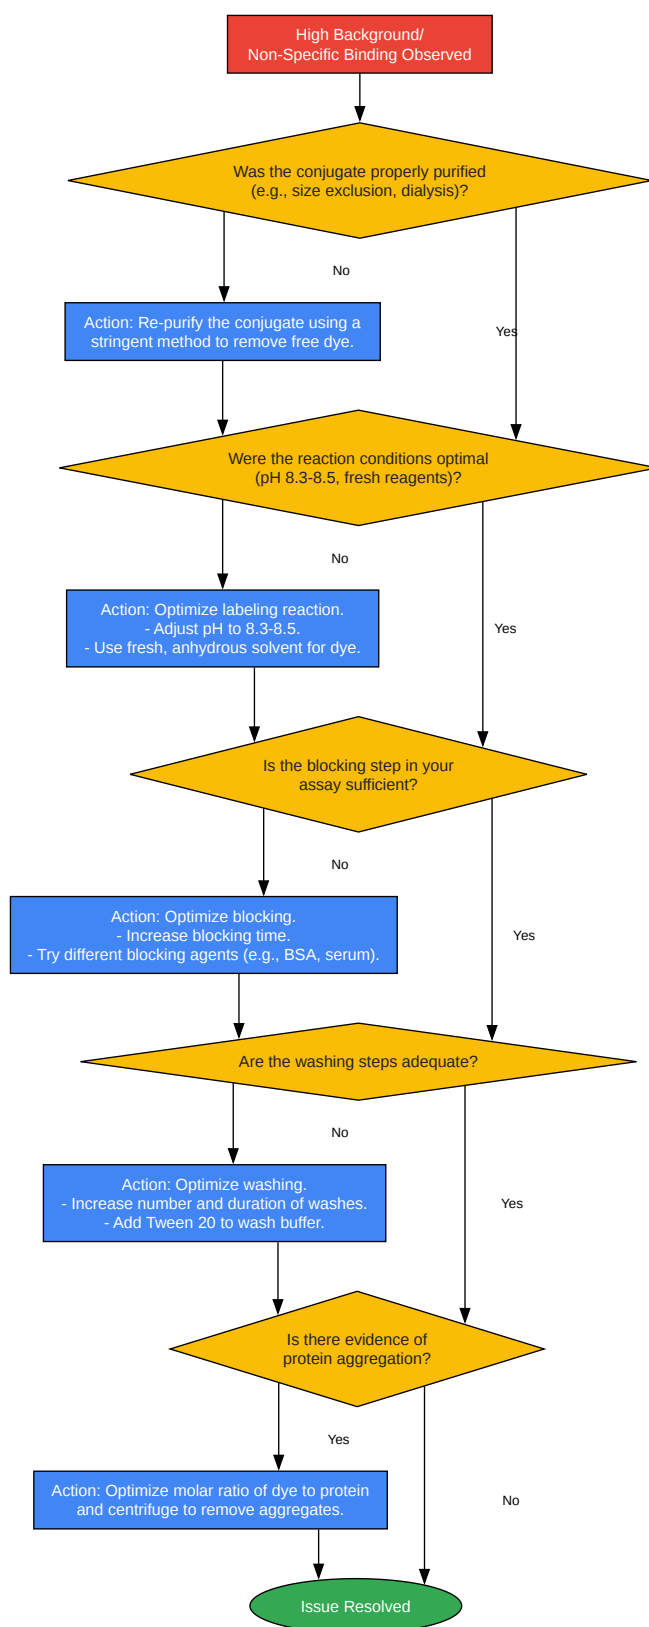 High Background/
Non-Specific Binding Observed
Was the conjugate properly purified
(e.g., size exclusion, dialysis)?
No
Action: Re-purify the conjugate using a
stringent method to remove free dye.
Yes
Were the reaction conditions optimal
(pH 8.3-8.5, fresh reagents)?
No
Action: Optimize labeling reaction.
- Adjust pH to 8.3-8.5.
- Use fresh, anhydrous solvent for dye.
Yes
Is the blocking step in your
assay sufficient?
No
Action: Optimize blocking.
- Increase blocking time.
- Try different blocking agents (e.g., BSA, serum).
Yes
Are the washing steps adequate?
No
Action: Optimize washing.
- Increase number and duration of washes.
- Add Tween 20 to wash buffer.
Yes
Is there evidence of
protein aggregation?
Yes
Action: Optimize molar ratio of dye to protein
and centrifuge to remove aggregates.
No
Issue Resolved